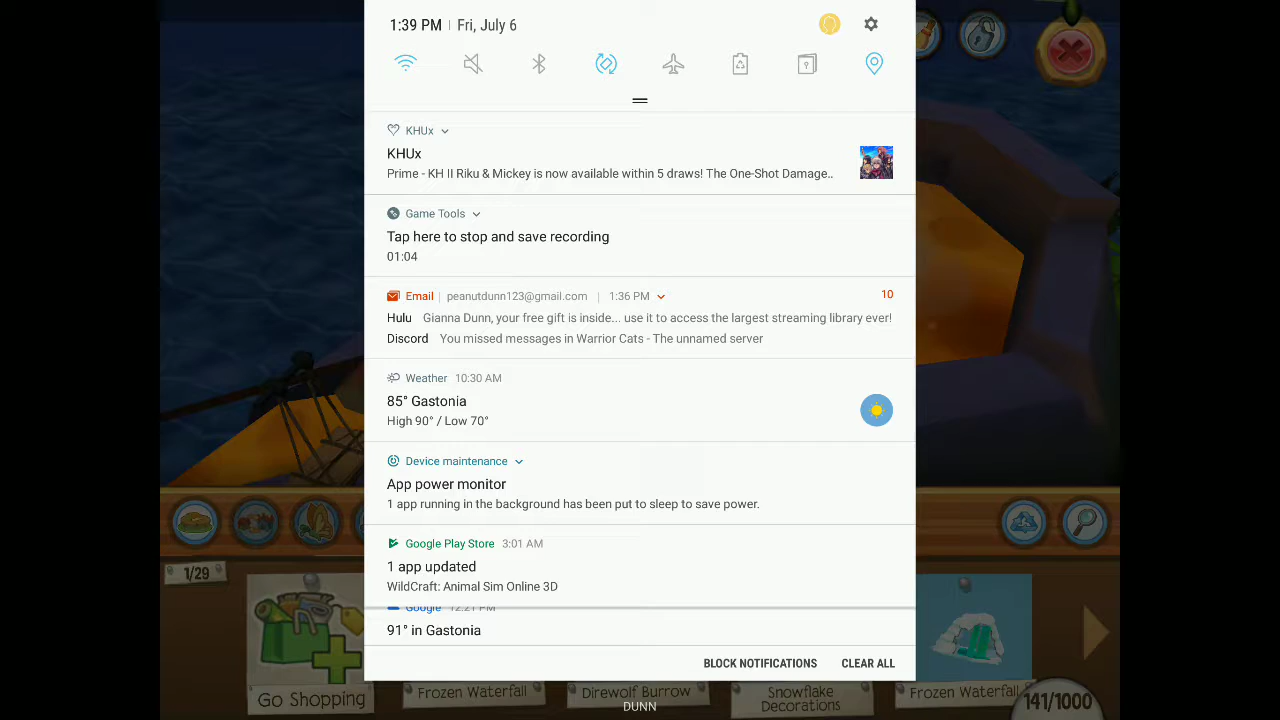 1:39 PM | Fri, July 6
KHUx
KHUx
Prime - KH II Riku & Mickey is now available within 5 draws! The One-Shot Damage..
Game Tools
Tap here to stop and save recording
01:04
Email | peanutdunn123@gmail.com | 1:36 PM 10
Hulu Gianna Dunn, your free gift is inside... use it to access the largest streaming library ever!
Discord You missed messages in Warrior Cats - The unnamed server
Weather 10:30 AM
85° Gastonia
High 90° / Low 70°
Device maintenance
App power monitor
1 app running in the background has been put to sleep to save power.
Google Play Store 3:01 AM
1 app updated
WildCraft: Animal Sim Online 3D
Google 12:21 PM
91° in Gastonia
BLOCK NOTIFICATIONS CLEAR ALL
1/29
Go Shopping
Frozen Waterfall
Direwolf Burrow
Snowflake
Decorations
Frozen Waterfall
141/1000
DUNN